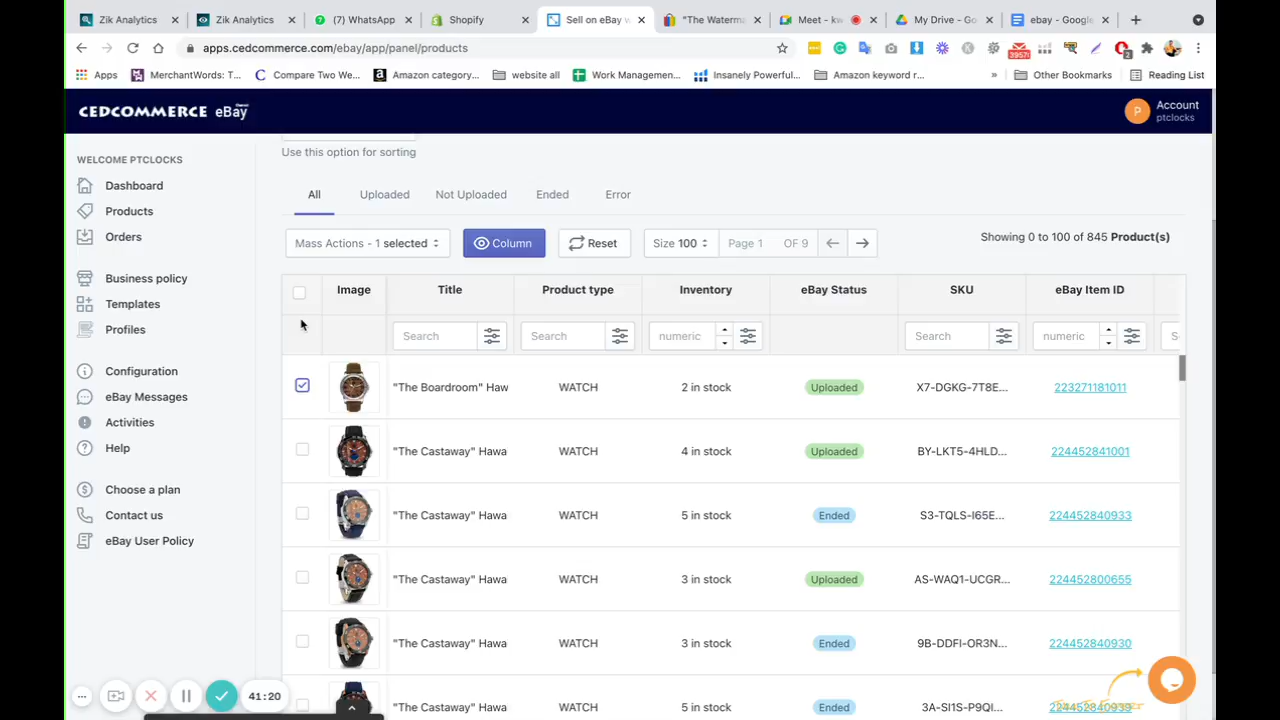 Zik Analytics
Zik Analytics
(7) WhatsApp
Shopify
Sell on eBay w
"The Waterma
Meet - kw
My Drive - Go
ebay - Google
apps.cedcommerce.com/ebay/app/panel/products
39571
2
Apps
MerchantWords: T...
Compare Two We...
Amazon category...
website all
Work Managemen...
Insanely Powerful...
Amazon keyword r...
»
Other Bookmarks
Reading List
CEDCOMMERCE eBay
P
Account
ptclocks
WELCOME PTCLOCKS
Dashboard
Products
Orders
Business policy
Templates
Profiles
Configuration
eBay Messages
Activities
Help
Choose a plan
Contact us
eBay User Policy
Use this option for sorting
All Uploaded Not Uploaded Ended Error
Mass Actions - 1 selected
Column
Reset
Size 100
Page 1 OF 9
Showing 0 to 100 of 845 Product(s)
Image Title Product type Inventory eBay Status SKU eBay Item ID
Search Search numeric Search numeric S
"The Boardroom" Haw WATCH 2 in stock Uploaded X7-DGKG-7T8E... 223271181011
"The Castaway" Hawa WATCH 4 in stock Uploaded BY-LKT5-4HLD... 224452841001
"The Castaway" Hawa WATCH 5 in stock Ended S3-TQLS-I65E... 224452840933
"The Castaway" Hawa WATCH 3 in stock Uploaded AS-WAQ1-UCGR... 224452800655
"The Castaway" Hawa WATCH 3 in stock Ended 9B-DDFI-OR3N... 224452840930
"The Castaway" Hawa WATCH 5 in stock Ended 3A-SI1S-P9QI... 224452840939
41:20